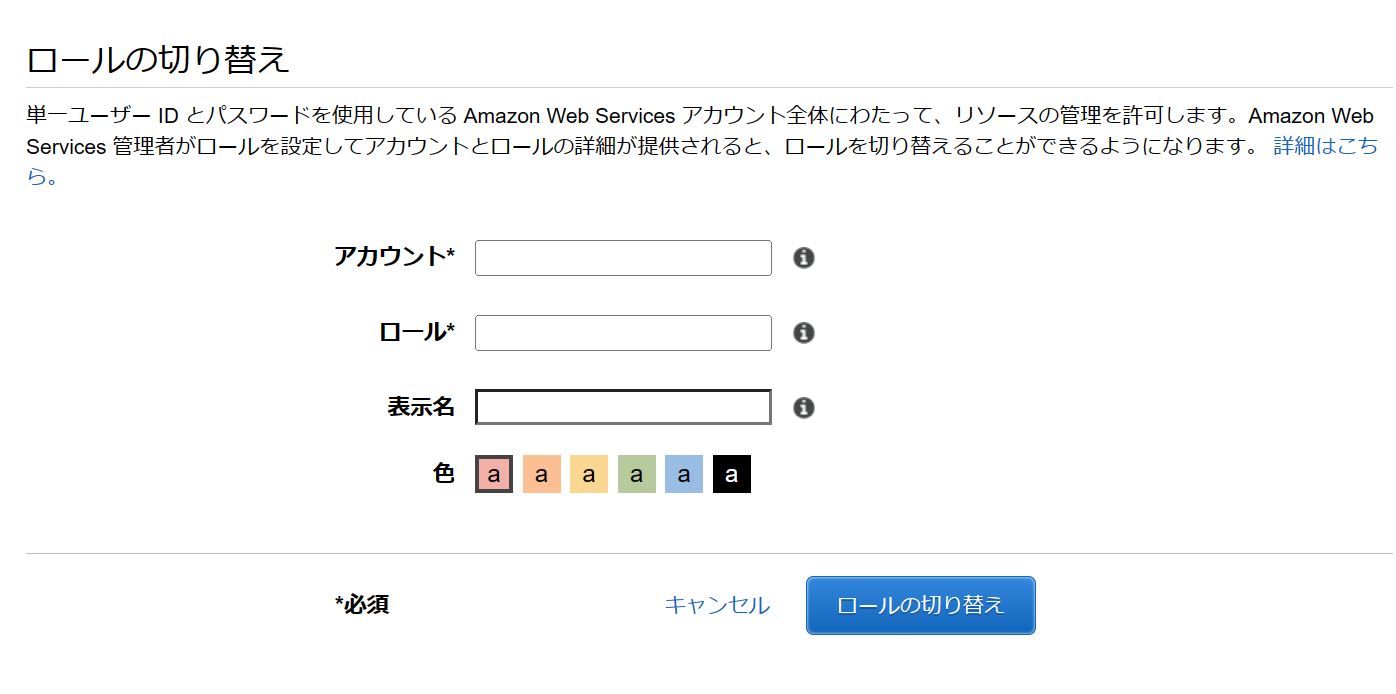 ロールの切り替え
単一ユーザー ID とパスワードを使用している Amazon Web Services アカウント全体にわたって、リソースの管理を許可します。Amazon Web
Services 管理者がロールを設定してアカウントとロールの詳細が提供されると、ロールを切り替えることができるようになります。 詳細はこち
ら。
アカウント*
ロール*
表示名
色 a a a a a a
*必須 キャンセル ロールの切り替え